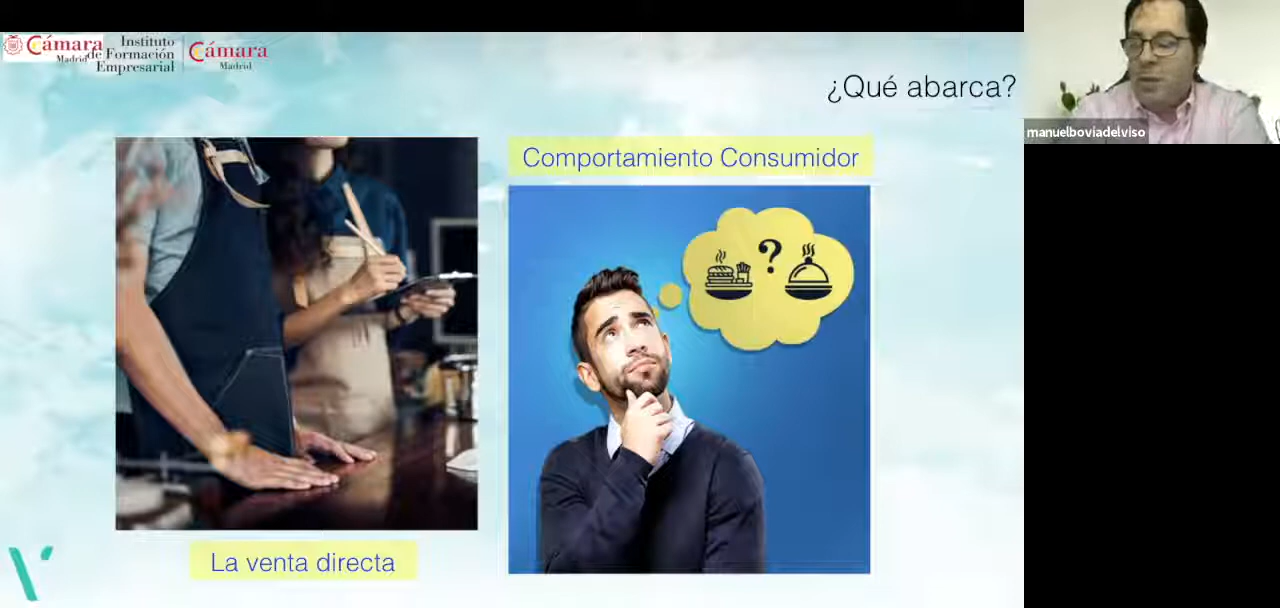 Cámara
Madrid
Instituto
de Formación
Empresarial
Cámara
Madrid
¿Qué abarca?
manuelboviadelviso
Comportamiento Consumidor
?
La venta directa